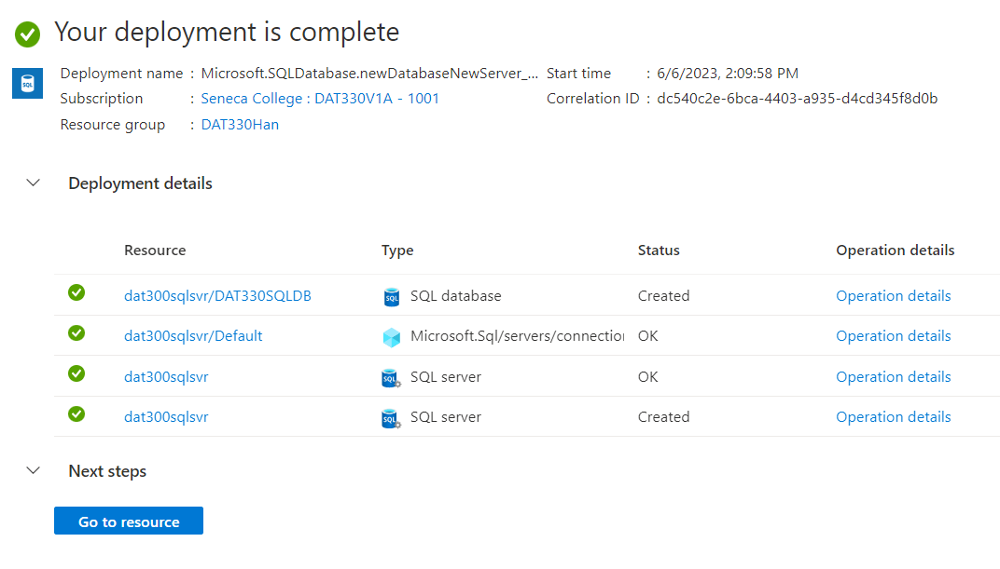 Your deployment is complete
Deployment name : Microsoft.SQLDatabase.newDatabaseNewServer_... Start time : 6/6/2023, 2:09:58 PM
Subscription : Seneca College : DAT330V1A - 1001 Correlation ID : dc540c2e-6bca-4403-a935-d4cd345f8d0b
Resource group : DAT330Han
Deployment details
Resource Type Status Operation details
dat300sqlsvr/DAT330SQLDB SQL SQL database Created Operation details
dat300sqlsvr/Default Microsoft.Sql/servers/connection OK Operation details
dat300sqlsvr SQL SQL server OK Operation details
dat300sqlsvr SQL SQL server Created Operation details
Next steps
Go to resource